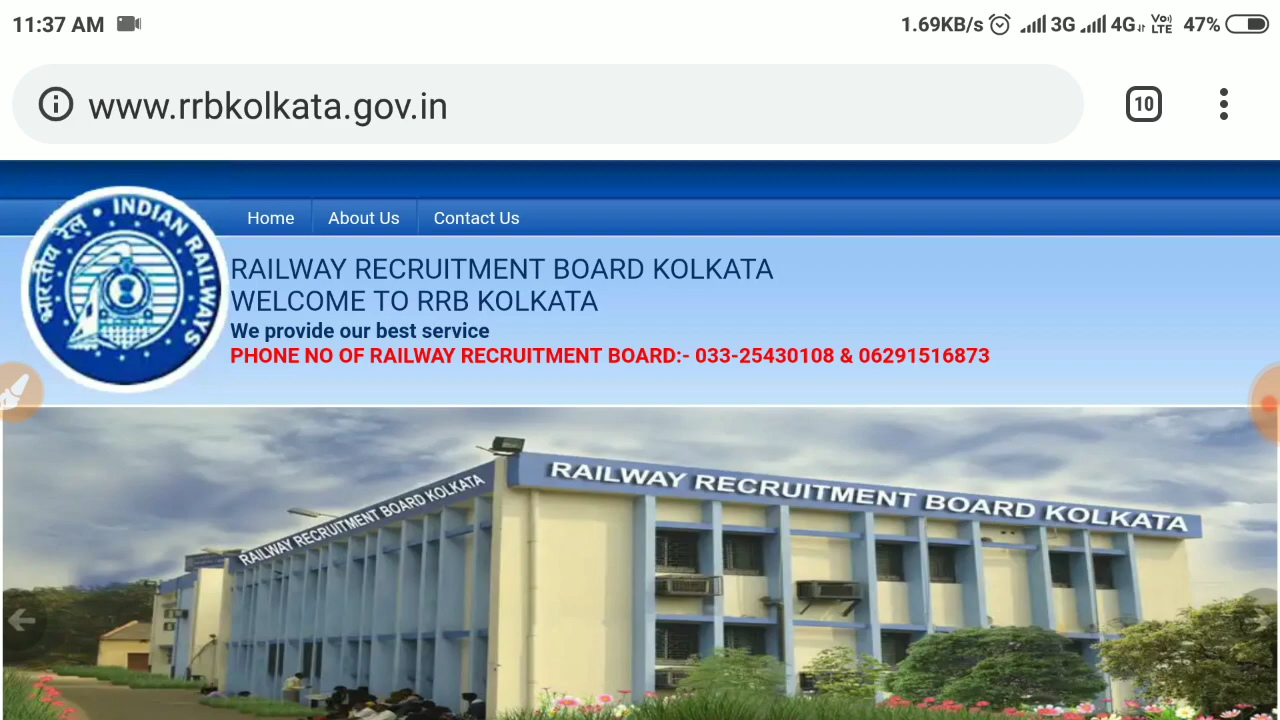 11:37 AM
1.69KB/s 3G 4G Vo) LTE 47%
www.rrbkolkata.gov.in
10
Home About Us Contact Us
भारतीय रेल • INDIAN RAILWAYS
RAILWAY RECRUITMENT BOARD KOLKATA
WELCOME TO RRB KOLKATA
We provide our best service
PHONE NO OF RAILWAY RECRUITMENT BOARD:- 033-25430108 & 06291516873
RAILWAY RECRUITMENT BOARD KOLKATA
RAILWAY RECRUITMENT BOARD KOLKATA